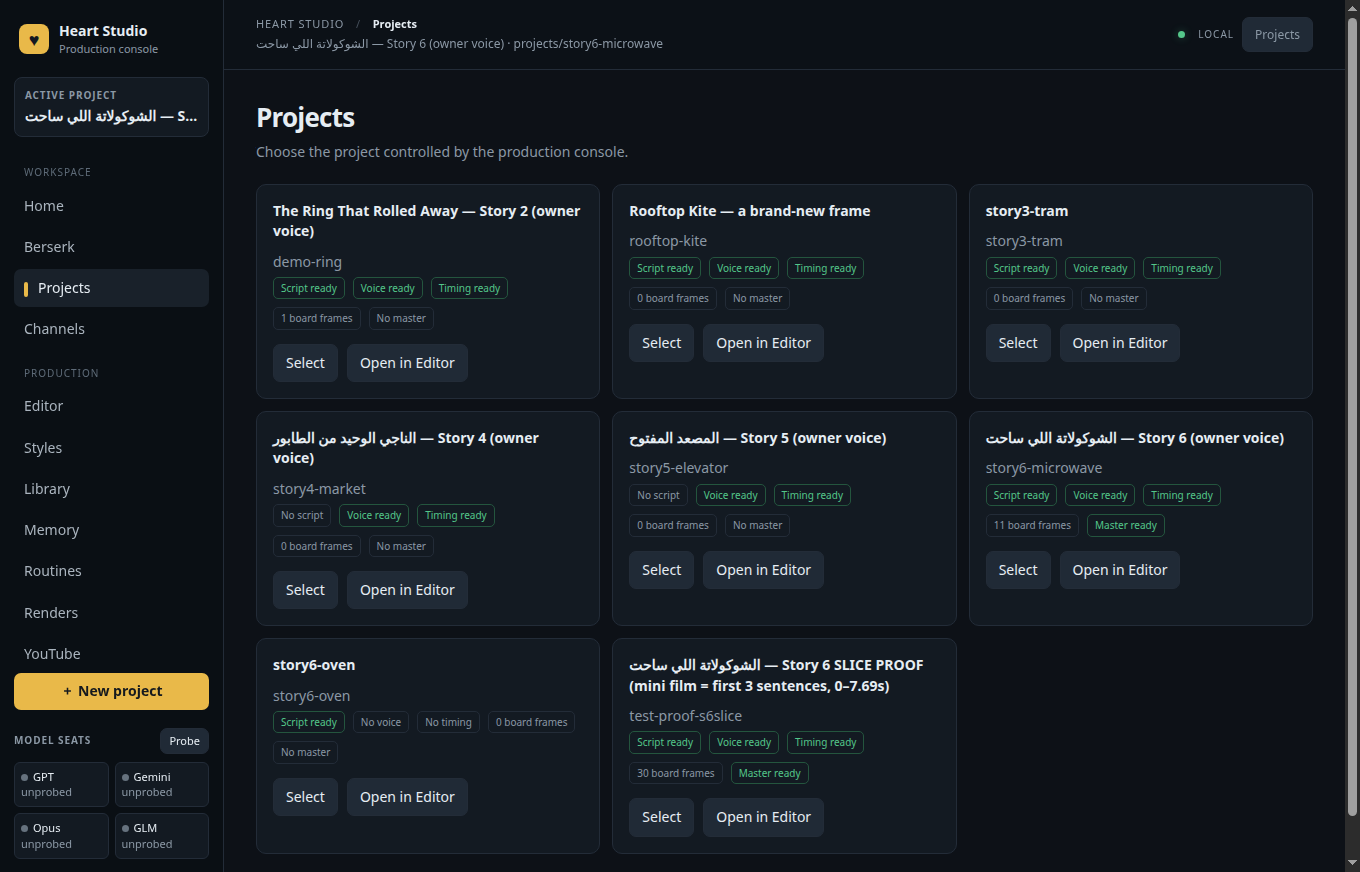 Heart Studio
Production console
ACTIVE PROJECT
الشوكولاتة اللي ساحت — S...
WORKSPACE
Home
Berserk
Projects
Channels
PRODUCTION
Editor
Styles
Library
Memory
Routines
Renders
YouTube
+ New project
MODEL SEATS
Probe
GPT
unprobed
Gemini
unprobed
Opus
unprobed
GLM
unprobed
HEART STUDIO / Projects
الشوكولاتة اللي ساحت — Story 6 (owner voice) · projects/story6-microwave
LOCAL
Projects
Projects
Choose the project controlled by the production console.
The Ring That Rolled Away — Story 2 (owner
voice)
demo-ring
Script ready Voice ready Timing ready
1 board frames No master
Select Open in Editor
Rooftop Kite — a brand-new frame
rooftop-kite
Script ready Voice ready Timing ready
0 board frames No master
Select Open in Editor
story3-tram
story3-tram
Script ready Voice ready Timing ready
0 board frames No master
Select Open in Editor
الناجي الوحيد من الطابور — Story 4 (owner
voice)
story4-market
No script Voice ready Timing ready
0 board frames No master
Select Open in Editor
المصعد المفتوح — Story 5 (owner voice)
story5-elevator
No script Voice ready Timing ready
0 board frames No master
Select Open in Editor
الشوكولاتة اللي ساحت — Story 6 (owner voice)
story6-microwave
Script ready Voice ready Timing ready
11 board frames Master ready
Select Open in Editor
story6-oven
story6-oven
Script ready No voice No timing 0 board frames
No master
Select Open in Editor
الشوكولاتة اللي ساحت — Story 6 SLICE PROOF
(mini film = first 3 sentences, 0–7.69s)
test-proof-s6slice
Script ready Voice ready Timing ready
30 board frames Master ready
Select Open in Editor